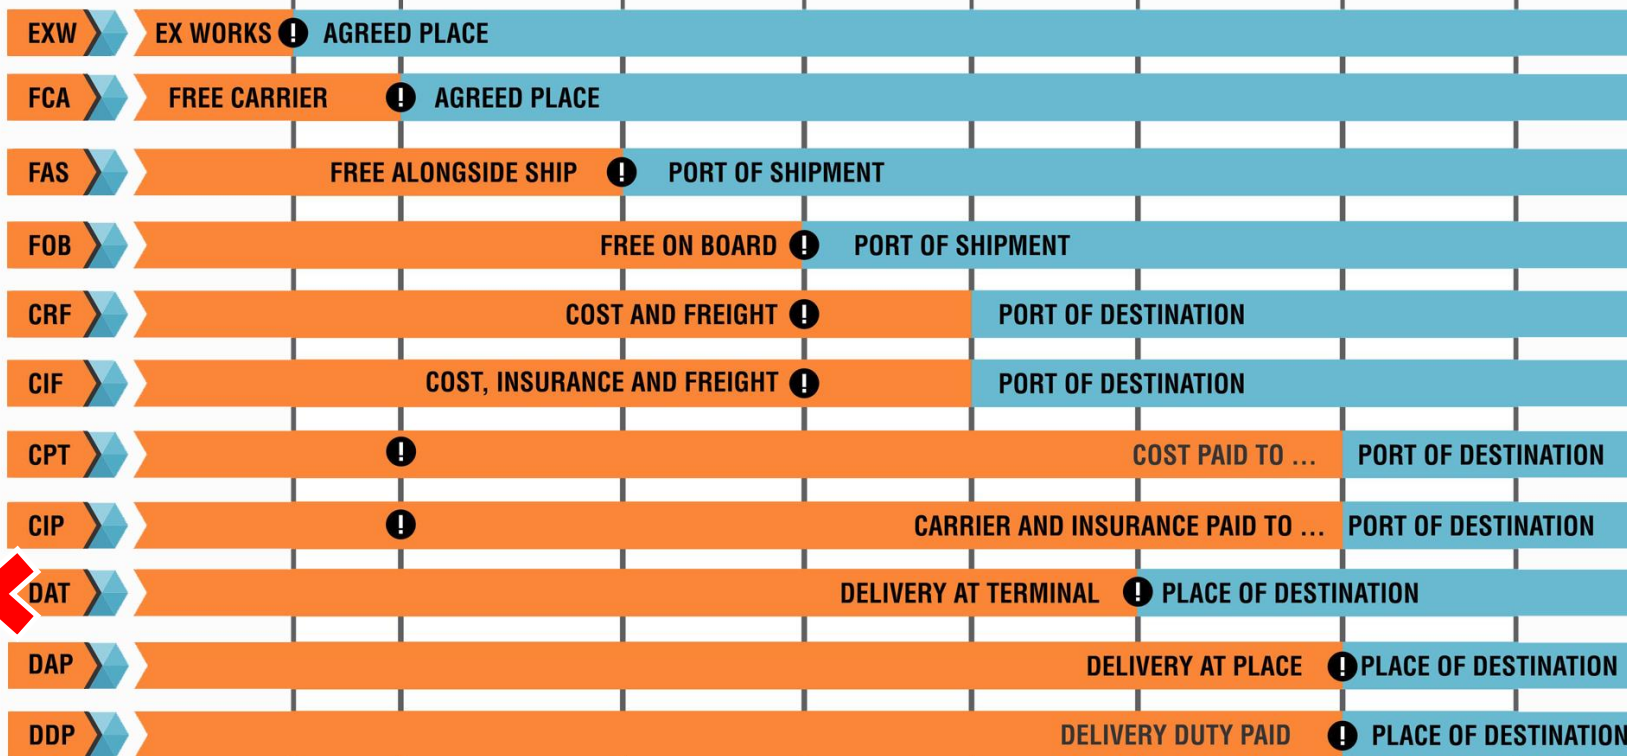 EXW EX WORKS ! AGREED PLACE
FCA FREE CARRIER ! AGREED PLACE
FAS FREE ALONGSIDE SHIP ! PORT OF SHIPMENT
FOB FREE ON BOARD ! PORT OF SHIPMENT
CRF COST AND FREIGHT ! PORT OF DESTINATION
CIF COST, INSURANCE AND FREIGHT ! PORT OF DESTINATION
CPT ! COST PAID TO ... PORT OF DESTINATION
CIP ! CARRIER AND INSURANCE PAID TO ... PORT OF DESTINATION
DAT DELIVERY AT TERMINAL ! PLACE OF DESTINATION
DAP DELIVERY AT PLACE ! PLACE OF DESTINATION
DDP DELIVERY DUTY PAID ! PLACE OF DESTINATION